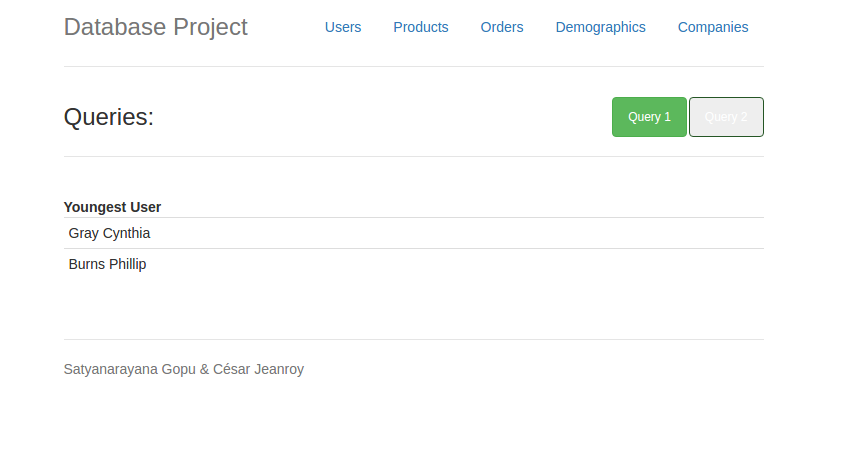 Database Project Users Products Orders Demographics Companies
Queries: Query 1 Query 2
Youngest User
Gray Cynthia
Burns Phillip
Satyanarayana Gopu & César Jeanroy